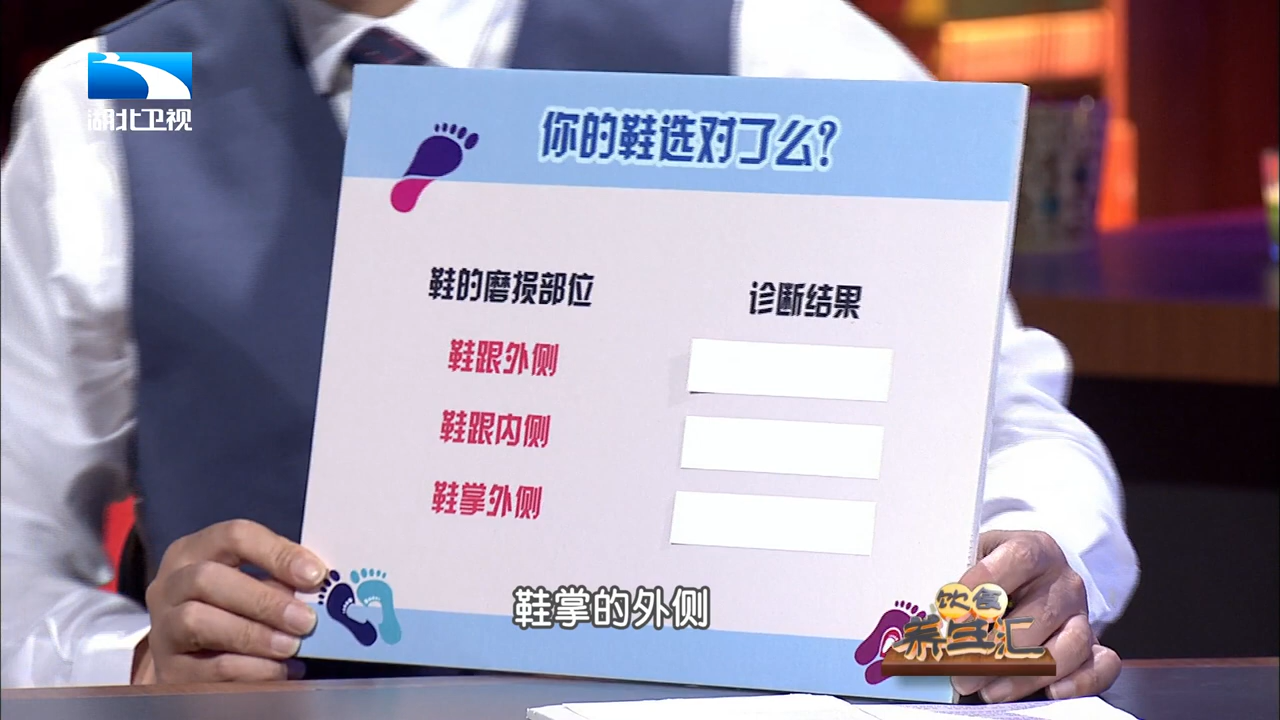 湖北卫视
你的鞋选对了么?
鞋的磨损部位
诊断结果
鞋跟外侧
鞋跟内侧
鞋掌外侧
鞋掌的外侧
饮食
养生汇